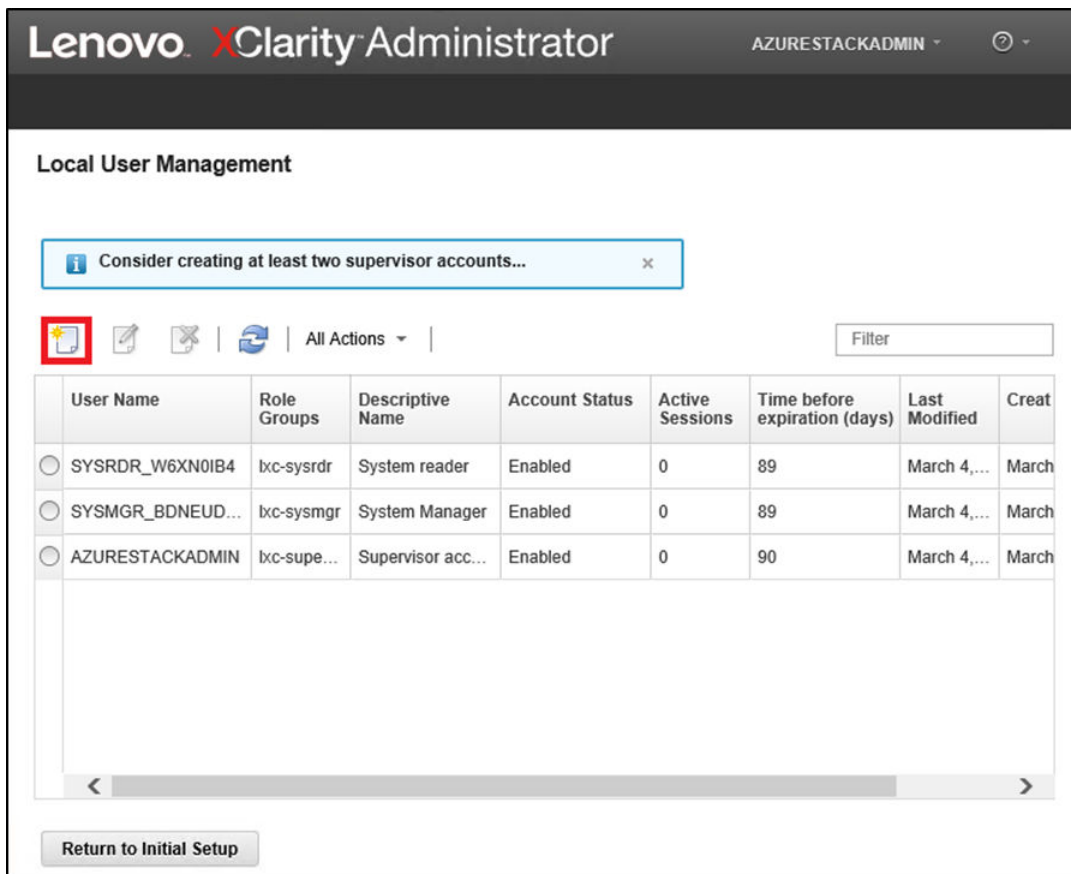 Lenovo™ XClarity™ Administrator AZURESTACKADMIN
Local User Management
Consider creating at least two supervisor accounts...
All Actions Filter
User Name Role Groups Descriptive Name Account Status Active Sessions Time before expiration (days) Last Modified Creat
SYSRDR_W6XN0IB4 lxc-sysrdr System reader Enabled 0 89 March 4,... March
SYSMGR_BDNEUD... lxc-sysmgr System Manager Enabled 0 89 March 4,... March
AZURESTACKADMIN lxc-supe... Supervisor acc... Enabled 0 90 March 4,... March
Return to Initial Setup